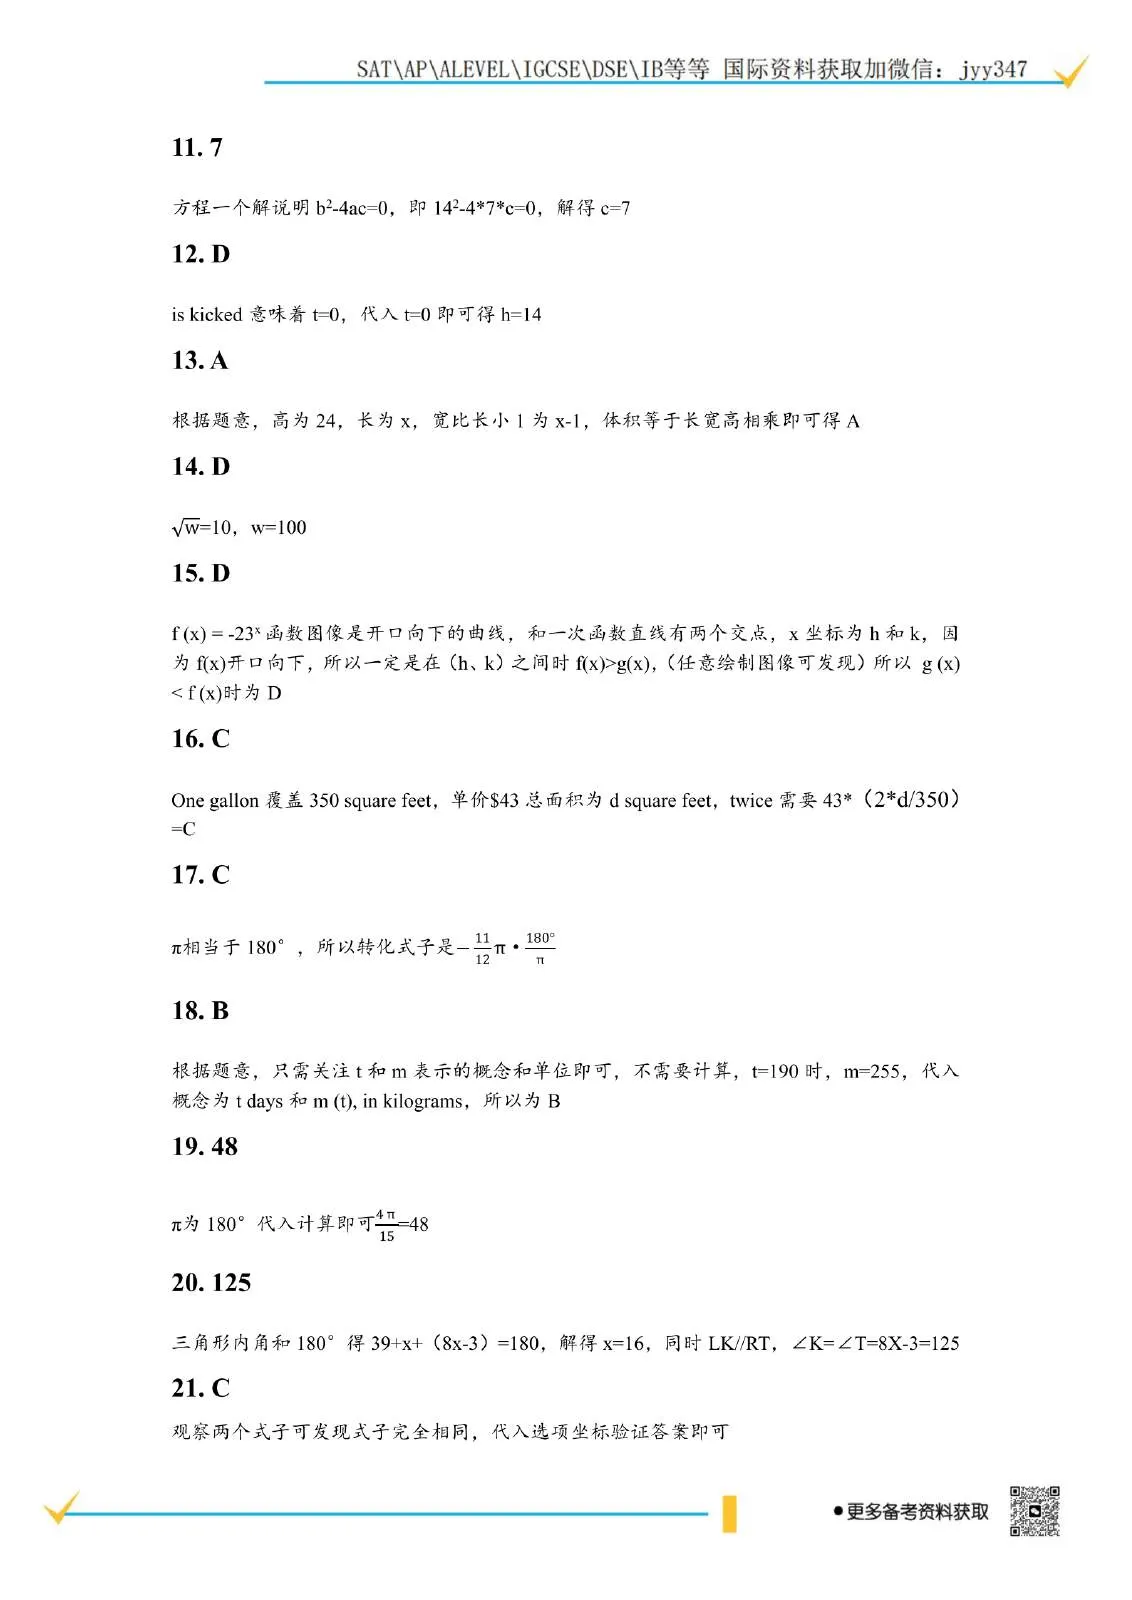 SAT\AP\ALEVEL\IGCSE\DSE\IB等等 国际资料获取加微信：jyy347
11. 7
方程一个解说明 b²-4ac=0，即 14²-4*7*c=0，解得 c=7
12. D
is kicked 意味着 t=0，代入 t=0 即可得 h=14
13. A
根据题意，高为 24，长为 x，宽比长小 1 为 x-1，体积等于长宽高相乘即可得 A
14. D
√w=10，w=100
15. D
f (x) = -23ˣ 函数图像是开口向下的曲线，和一次函数直线有两个交点，x 坐标为 h 和 k，因
为 f(x)开口向下，所以一定是在（h、k）之间时 f(x)>g(x)，（任意绘制图像可发现）所以 g (x)
< f (x)时为 D
16. C
One gallon 覆盖 350 square feet，单价$43 总面积为 d square feet，twice 需要 43*（2*d/350）
=C
17. C
π相当于 180°，所以转化式子是−11/12 π·180°/π
18. B
根据题意，只需关注 t 和 m 表示的概念和单位即可，不需要计算，t=190 时，m=255，代入
概念为 t days 和 m (t), in kilograms，所以为 B
19. 48
π为 180°代入计算即可4π/15=48
20. 125
三角形内角和 180°得 39+x+（8x-3）=180，解得 x=16，同时 LK//RT，∠K=∠T=8X-3=125
21. C
观察两个式子可发现式子完全相同，代入选项坐标验证答案即可
●更多备考资料获取